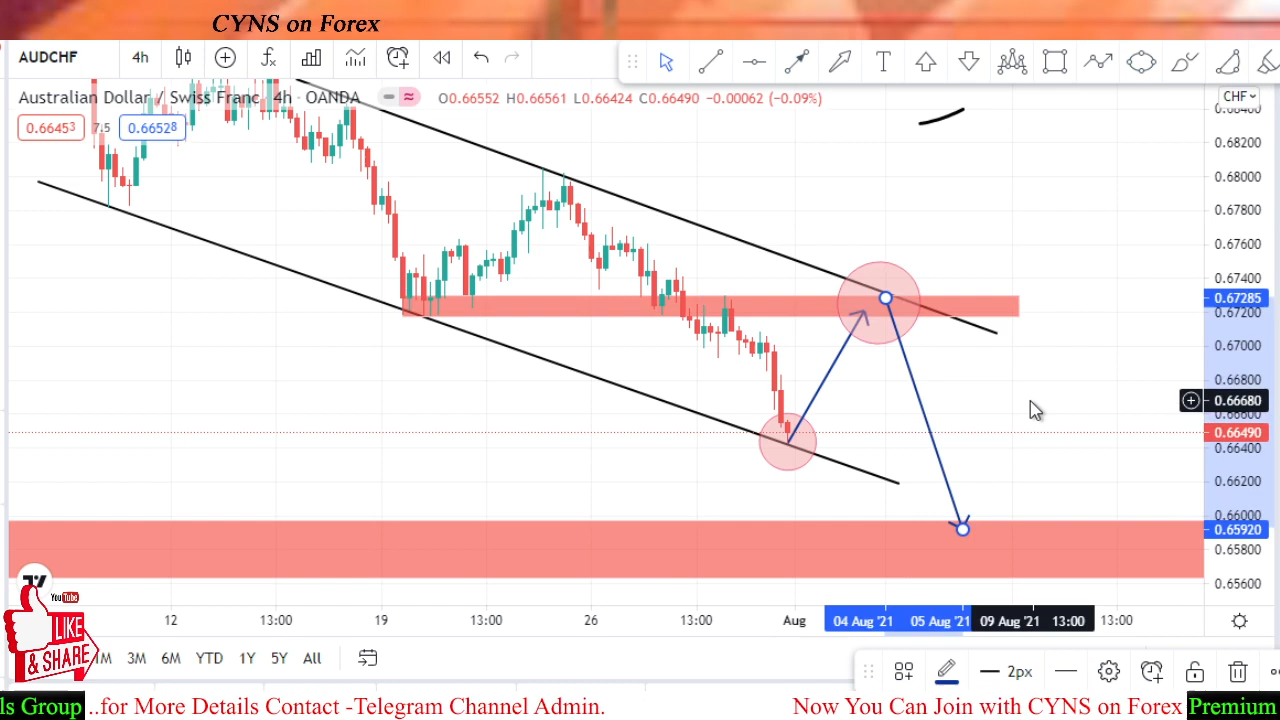 CYNS on Forex
AUDCHF 4h
Australian Dollar / Swiss Franc · 4h · OANDA O0.66552 H0.66561 L0.66424 C0.66490 −0.00062 (−0.09%)
CHF
0.66453 7.5 0.66528
0.68400
0.68200
0.68000
0.67800
0.67600
0.67400
0.67285
0.67200
0.67000
0.66800
0.66680
0.66600
0.66490
0.66400
0.66200
0.66000
0.65920
0.65800
0.65600
12 13:00 19 13:00 26 13:00 Aug 04 Aug '21 05 Aug '21 09 Aug '21 13:00 13:00
YouTube
LIKE
& SHARE
1M 3M 6M YTD 1Y 5Y All
2px
ls Group ..for More Details Contact -Telegram Channel Admin. Now You Can Join with CYNS on Forex Premium